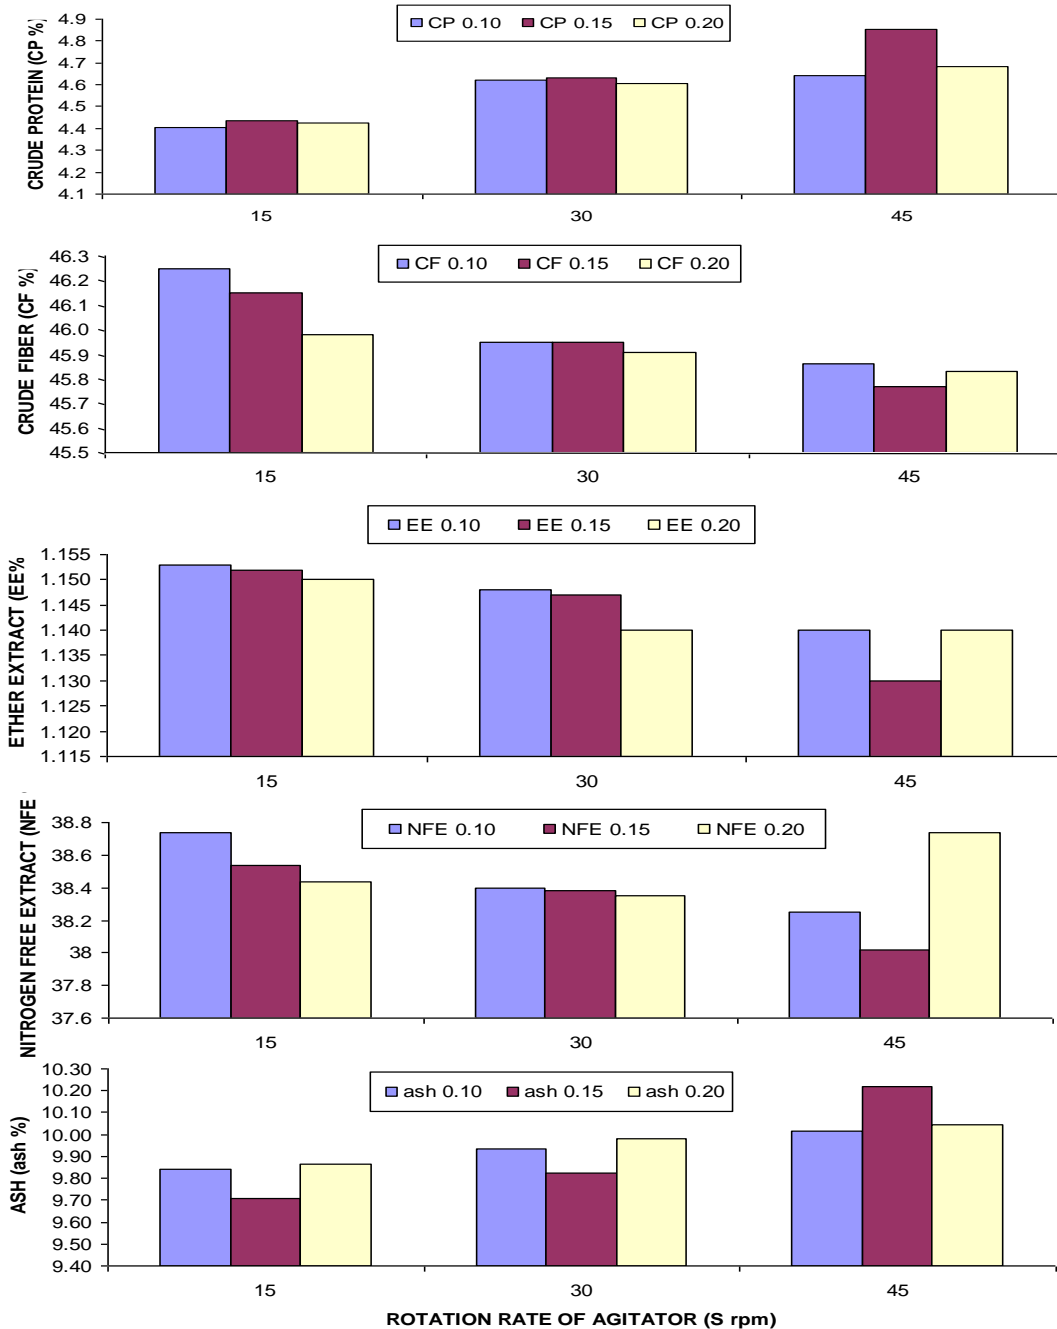 CRUDE PROTEIN (CP %)
CP 0.10 CP 0.15 CP 0.20
4.9
4.8
4.7
4.6
4.5
4.4
4.3
4.2
4.1
15 30 45
CRUDE FIBER (CF %)
CF 0.10 CF 0.15 CF 0.20
46.3
46.2
46.1
46.0
45.9
45.8
45.7
45.6
45.5
15 30 45
ETHER EXTRACT (EE%
EE 0.10 EE 0.15 EE 0.20
1.155
1.150
1.145
1.140
1.135
1.130
1.125
1.120
1.115
15 30 45
NITROGEN FREE EXTRACT (NFE
NFE 0.10 NFE 0.15 NFE 0.20
38.8
38.6
38.4
38.2
38
37.8
37.6
15 30 45
ASH (ash %)
ash 0.10 ash 0.15 ash 0.20
10.30
10.20
10.10
10.00
9.90
9.80
9.70
9.60
9.50
9.40
15 30 45
ROTATION RATE OF AGITATOR (S rpm)